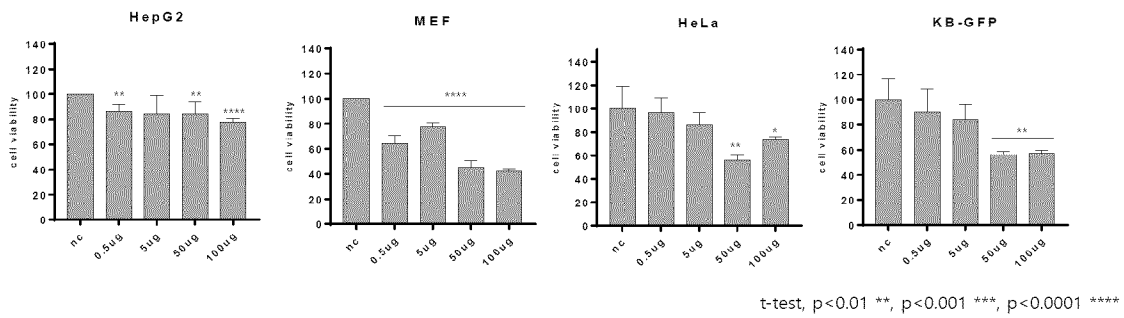 HepG2
140
120
100
80
60
40
20
0
cell viability
**
**
****
nc
0.5ug
5ug
50ug
100ug
MEF
140
120
100
80
60
40
20
0
cell viability
****
nc
0.5ug
5ug
50ug
100ug
HeLa
140
120
100
80
60
40
20
0
cell viability
**
*
nc
0.5ug
5ug
50ug
100ug
KB-GFP
140
120
100
80
60
40
20
0
cell viability
**
nc
0.5ug
5ug
50ug
100ug
t-test, p<0.01 **, p<0.001 ***, p<0.0001 ****